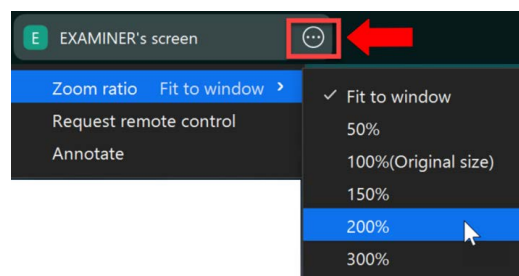 E EXAMINER's screen
Zoom ratio Fit to window
Request remote control
Annotate
Fit to window
50%
100%(Original size)
150%
200%
300%